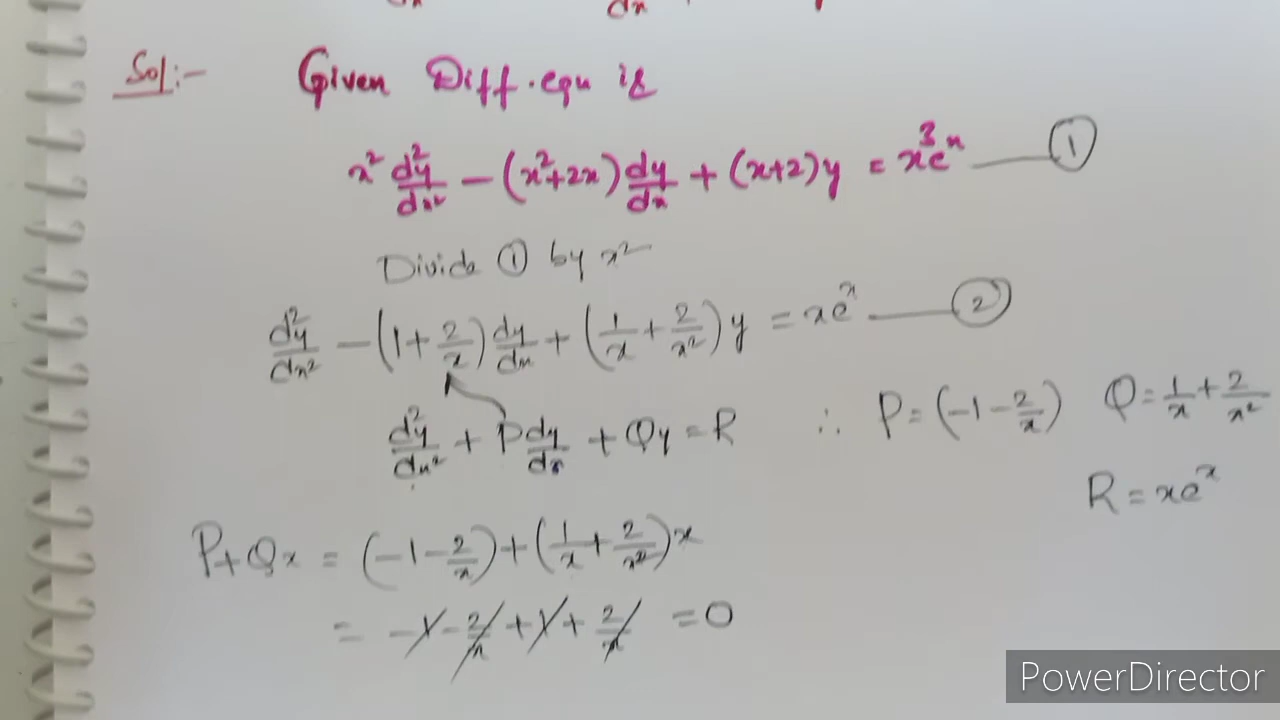 dx dx
Sol:- Given Diff.equ is
x² d²y/dx² - (x²+2x) dy/dx + (x+2)y = x³eˣ —— ①
Divide ① by x²
d²y/dx² - (1+2/x) dy/dx + (1/x + 2/x²)y = xeˣ —— ②
d²y/dx² + P dy/dx + Qy = R ∴ P = (-1-2/x) Q = 1/x + 2/x²
R = xeˣ
P+Qx = (-1-2/x)+(1/x + 2/x²)x
= -1-2/x+1+2/x = 0
PowerDirector